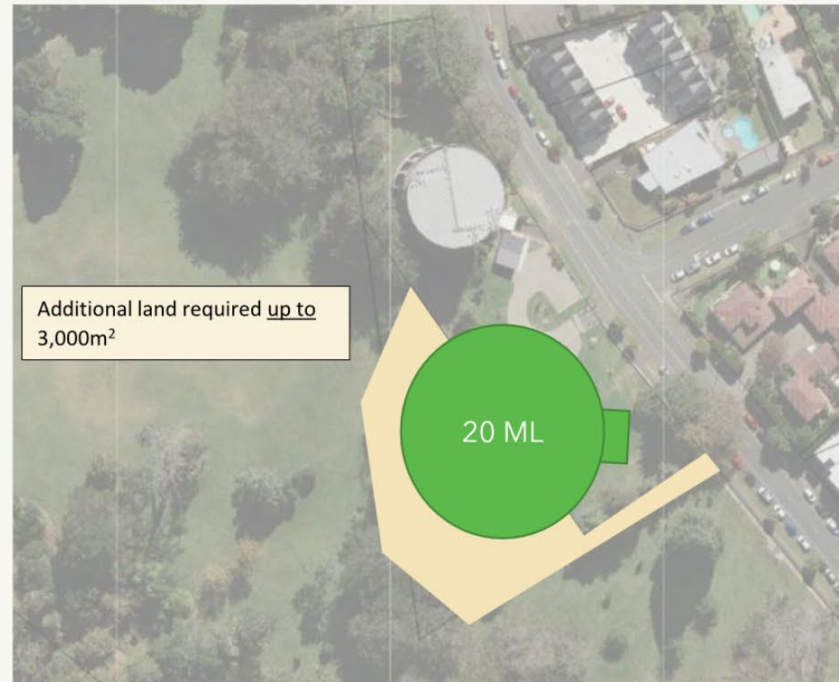 Additional land required up to
3,000m²
20 ML